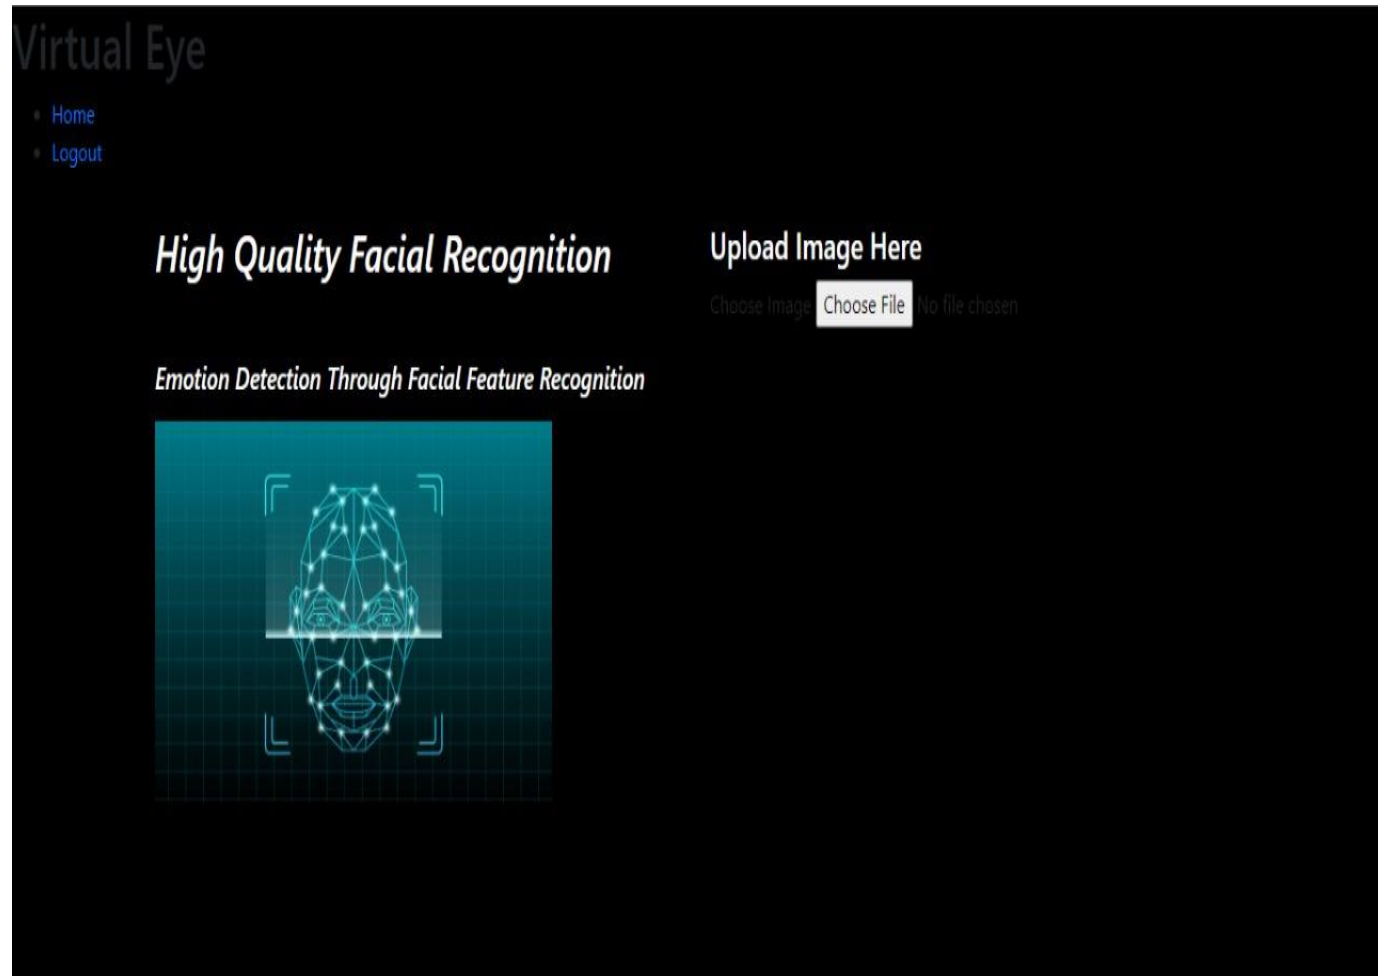 Virtual Eye
Home
Logout
High Quality Facial Recognition
Emotion Detection Through Facial Feature Recognition
Upload Image Here
Choose Image Choose File No file chosen